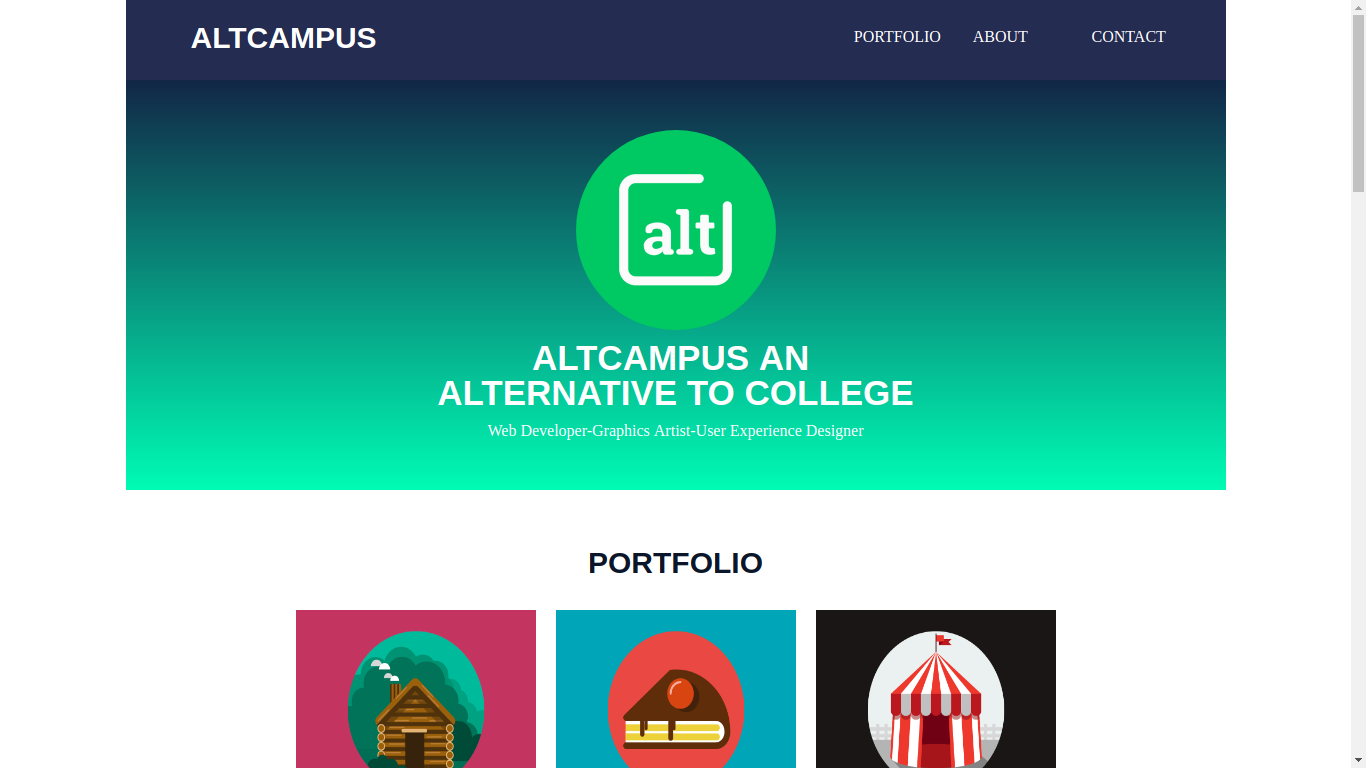 ALTCAMPUS
PORTFOLIO ABOUT CONTACT
alt
ALTCAMPUS AN
ALTERNATIVE TO COLLEGE
Web Developer-Graphics Artist-User Experience Designer
PORTFOLIO